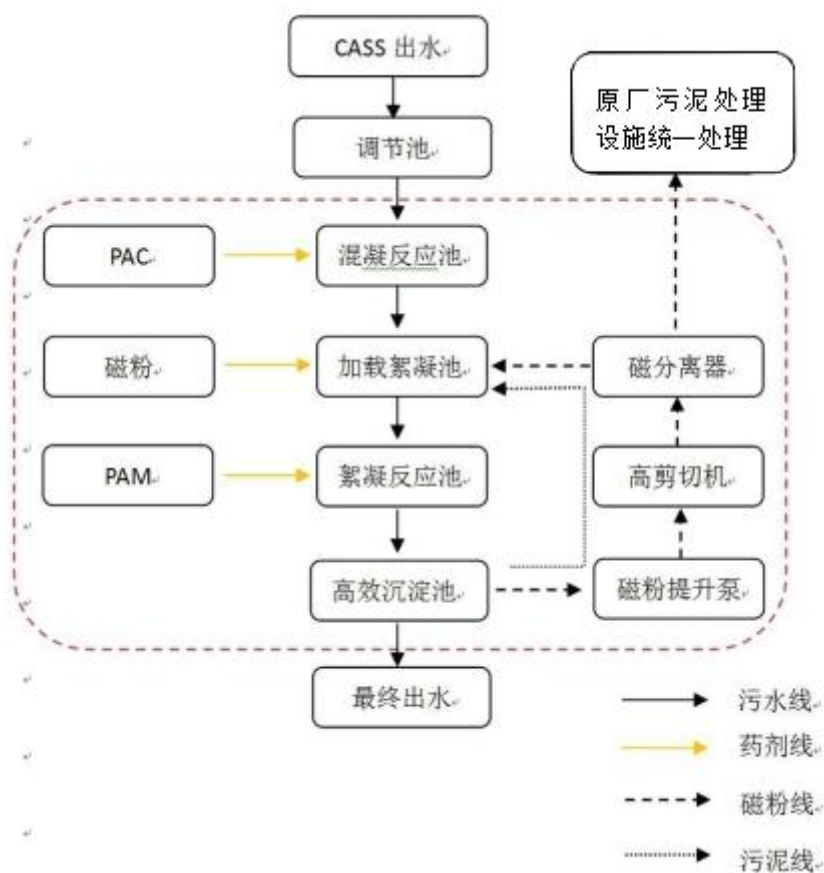 CASS 出水
原厂污泥处理
设施统一处理
调节池
PAC
混凝反应池
磁粉
加载絮凝池
磁分离器
PAM
絮凝反应池
高剪切机
高效沉淀池
磁粉提升泵
最终出水
污水线
药剂线
磁粉线
污泥线